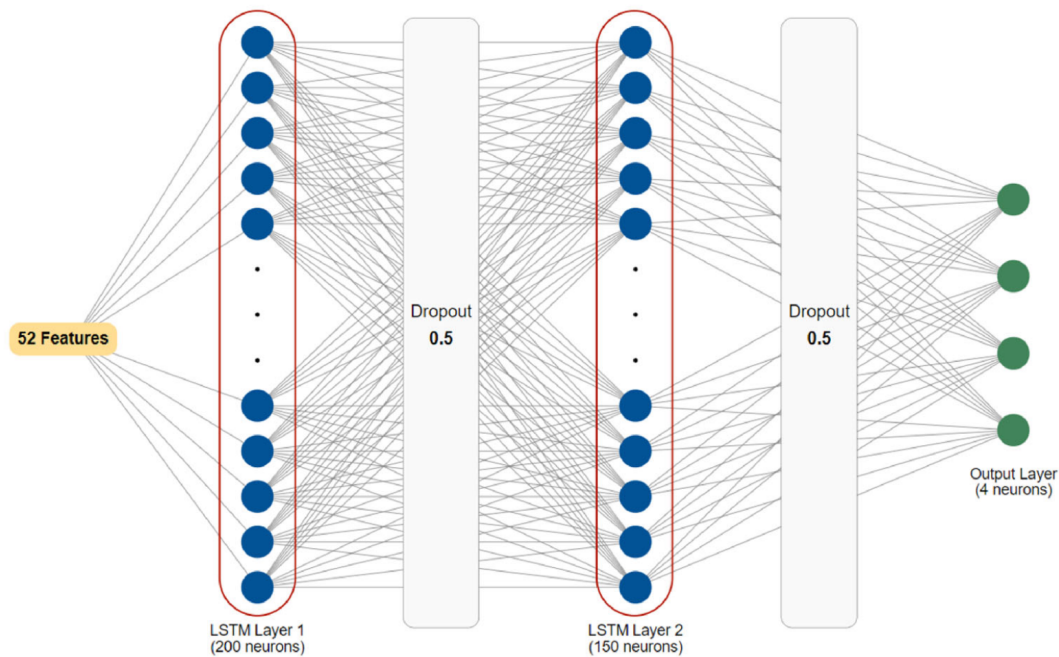 52 Features
LSTM Layer 1
(200 neurons)
Dropout
0.5
LSTM Layer 2
(150 neurons)
Dropout
0.5
Output Layer
(4 neurons)